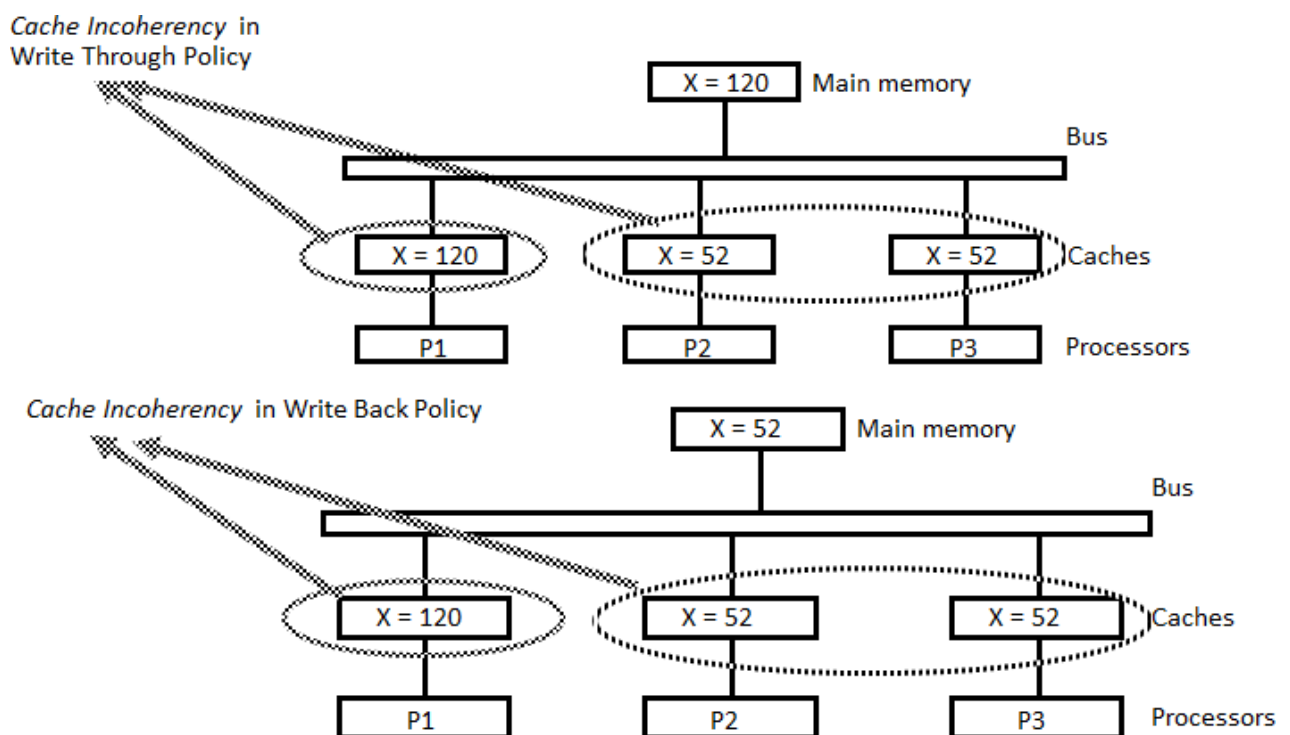 Cache Incoherency in
Write Through Policy
X = 120 Main memory
Bus
X = 120 X = 52 X = 52 Caches
P1 P2 P3 Processors
Cache Incoherency in Write Back Policy
X = 52 Main memory
Bus
X = 120 X = 52 X = 52 Caches
P1 P2 P3 Processors